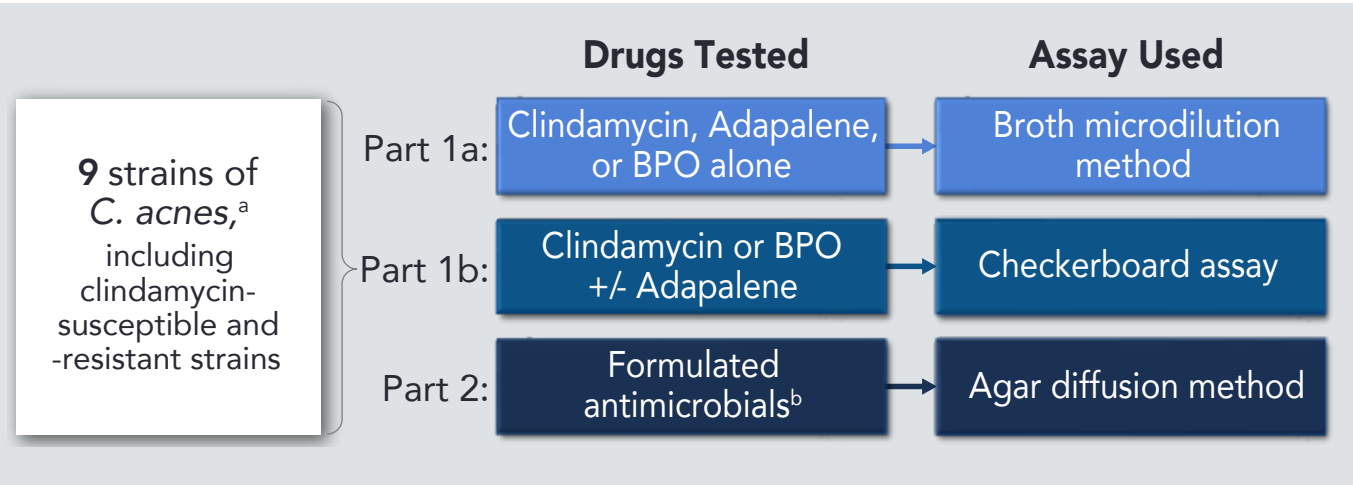 Drugs Tested
Assay Used
9 strains of
C. acnes,a
including
clindamycin-
susceptible and
-resistant strains
Part 1a:
Clindamycin, Adapalene,
or BPO alone
Broth microdilution
method
Part 1b:
Clindamycin or BPO
+/- Adapalene
Checkerboard assay
Part 2:
Formulated
antimicrobialsb
Agar diffusion method